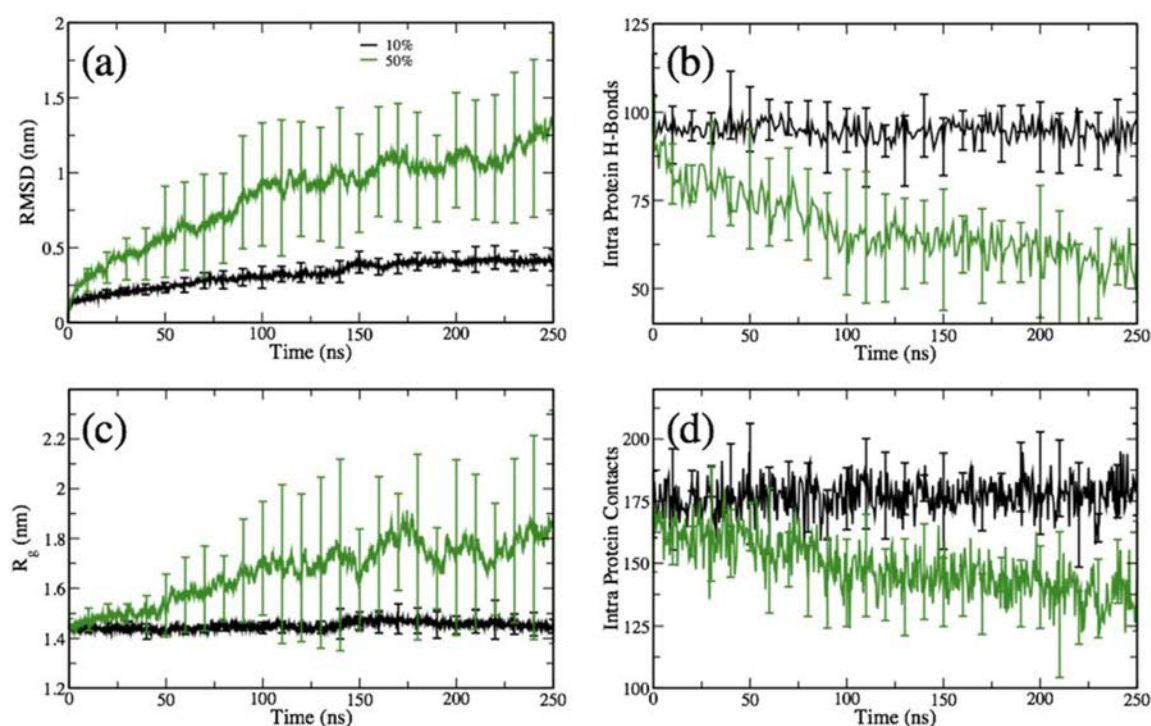 (a)
10%
50%
RMSD (nm)
2
1.5
1
0.5
0
0 50 100 150 200 250
Time (ns)
(b)
Intra Protein H-Bonds
125
100
75
50
0 50 100 150 200 250
Time (ns)
(c)
R_g (nm)
2.2
2
1.8
1.6
1.4
1.2
0 50 100 150 200 250
Time (ns)
(d)
Intra Protein Contacts
200
175
150
125
100
0 50 100 150 200 250
Time (ns)